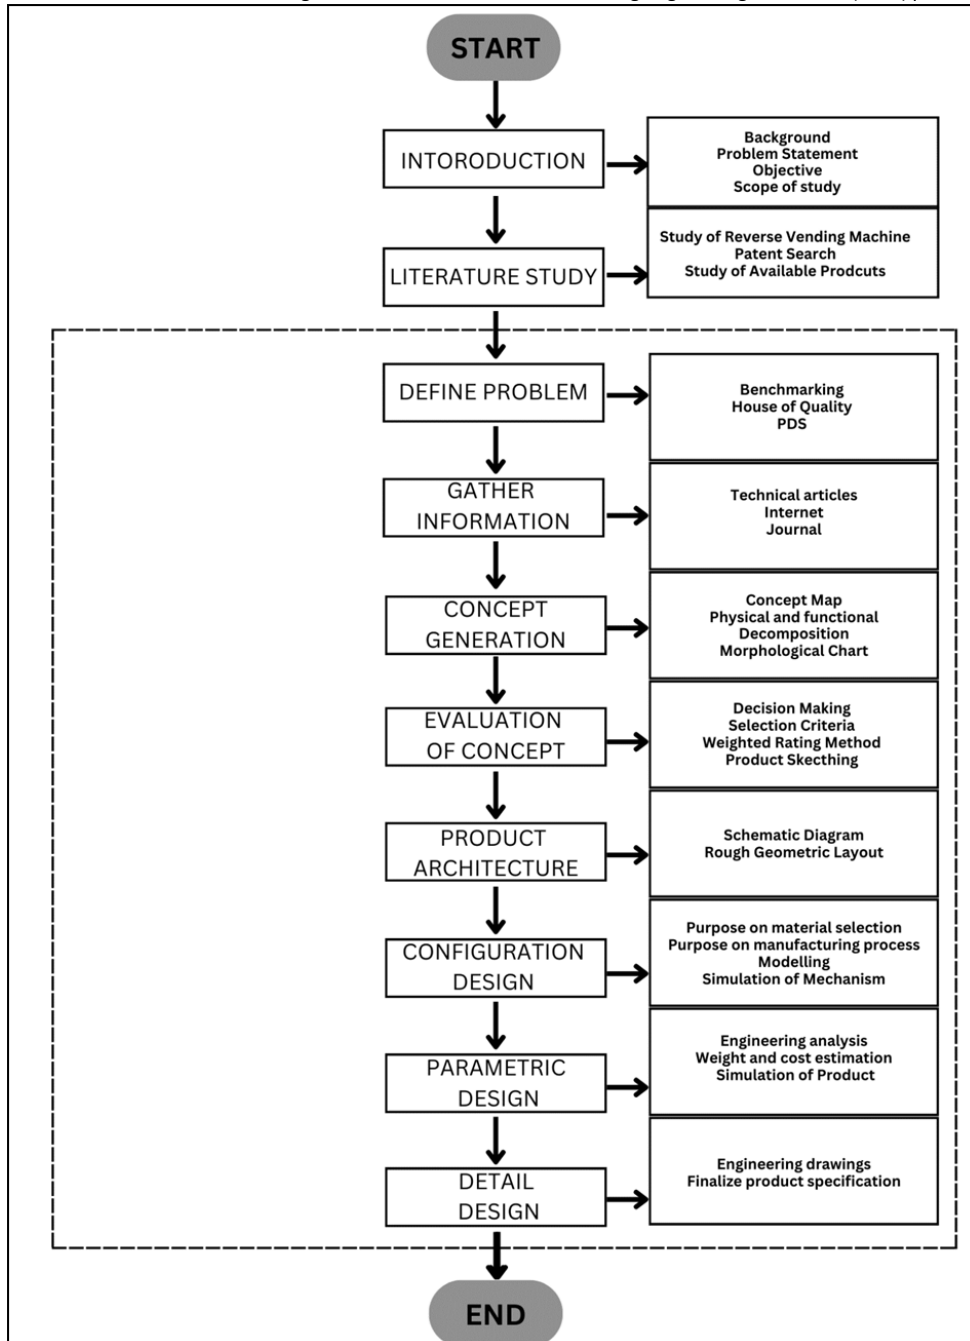 START
INTORODUCTION
Background
Problem Statement
Objective
Scope of study
LITERATURE STUDY
Study of Reverse Vending Machine
Patent Search
Study of Available Prodcuts
DEFINE PROBLEM
Benchmarking
House of Quality
PDS
GATHER
INFORMATION
Technical articles
Internet
Journal
CONCEPT
GENERATION
Concept Map
Physical and functional
Decomposition
Morphological Chart
EVALUATION
OF CONCEPT
Decision Making
Selection Criteria
Weighted Rating Method
Product Skecthing
PRODUCT
ARCHITECTURE
Schematic Diagram
Rough Geometric Layout
CONFIGURATION
DESIGN
Purpose on material selection
Purpose on manufacturing process
Modelling
Simulation of Mechanism
PARAMETRIC
DESIGN
Engineering analysis
Weight and cost estimation
Simulation of Product
DETAIL
DESIGN
Engineering drawings
Finalize product specification
END